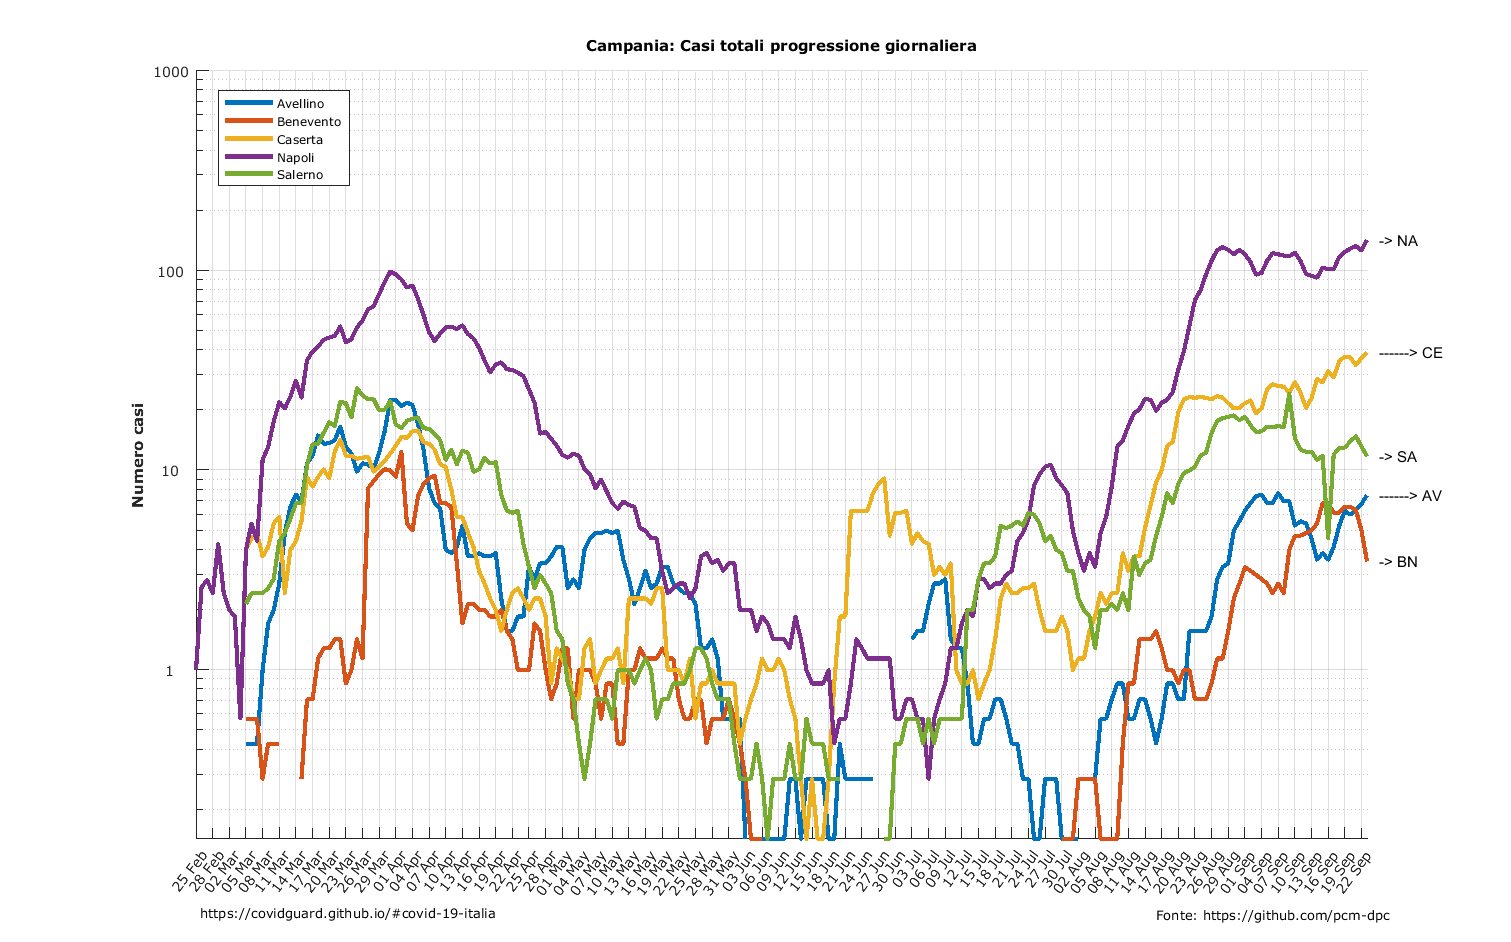 Campania: Casi totali progressione giornaliera
Numero casi
1000
100
10
1
Avellino
Benevento
Caserta
Napoli
Salerno
-> NA
------> CE
-> SA
------> AV
-> BN
25 Feb
28 Feb
02 Mar
05 Mar
08 Mar
11 Mar
14 Mar
17 Mar
20 Mar
23 Mar
26 Mar
29 Mar
01 Apr
04 Apr
07 Apr
10 Apr
13 Apr
16 Apr
19 Apr
22 Apr
25 Apr
28 Apr
01 May
04 May
07 May
10 May
13 May
16 May
19 May
22 May
25 May
28 May
31 May
03 Jun
06 Jun
09 Jun
12 Jun
15 Jun
18 Jun
21 Jun
24 Jun
27 Jun
30 Jun
03 Jul
06 Jul
09 Jul
12 Jul
15 Jul
18 Jul
21 Jul
24 Jul
27 Jul
30 Jul
02 Aug
05 Aug
08 Aug
11 Aug
14 Aug
17 Aug
20 Aug
23 Aug
26 Aug
29 Aug
01 Sep
04 Sep
07 Sep
10 Sep
13 Sep
16 Sep
19 Sep
22 Sep
https://covidguard.github.io/#covid-19-italia
Fonte: https://github.com/pcm-dpc